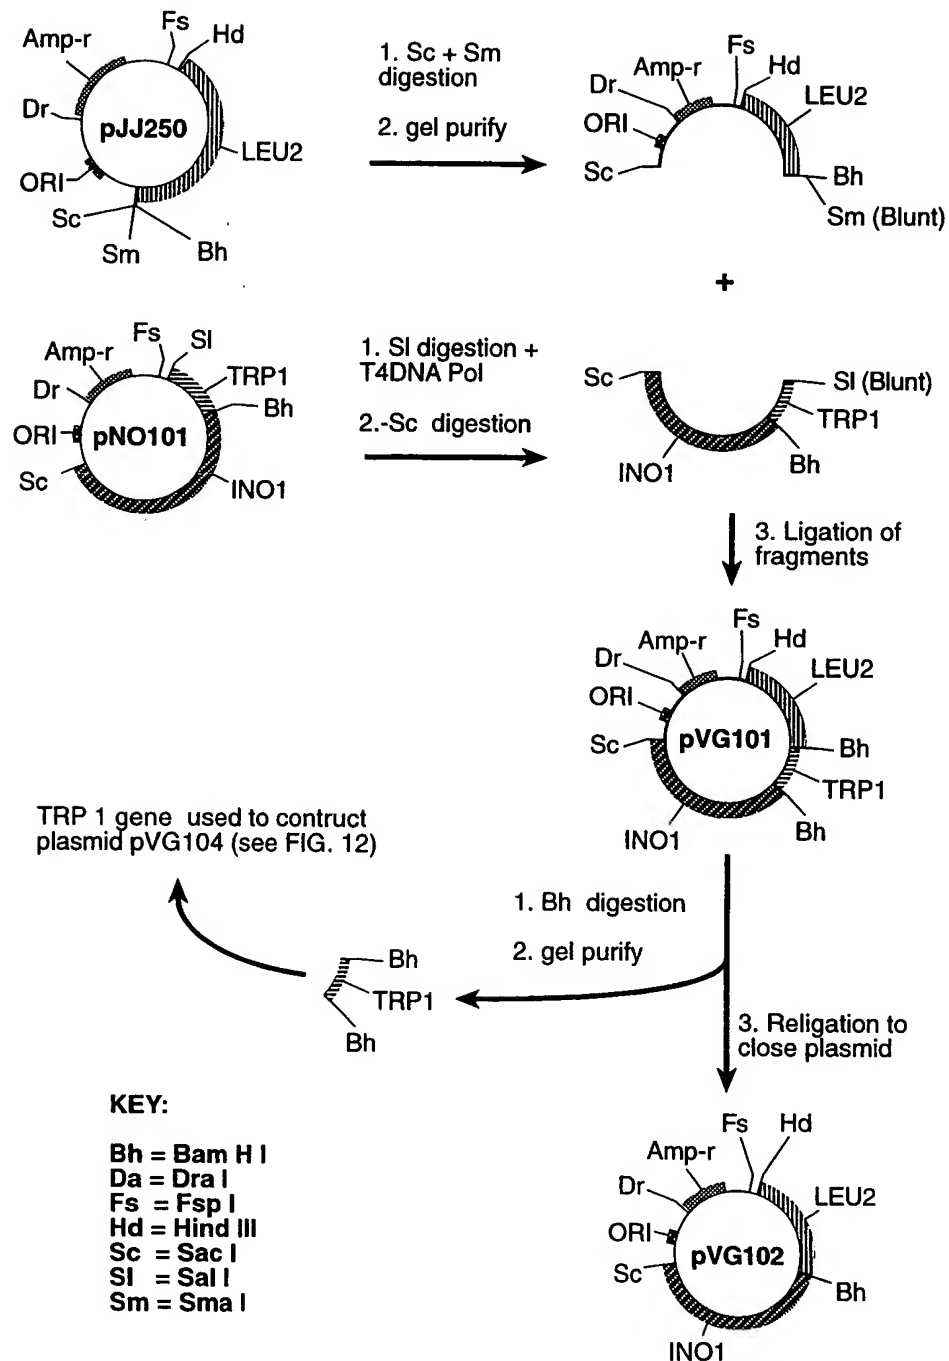 Fs
Hd
Amp-r
Dr
pJJ250
LEU2
ORI
Sc
Sm
Bh
1. Sc + Sm
digestion
2. gel purify
Fs
Hd
Amp-r
Dr
LEU2
ORI
Sc
Bh
Sm (Blunt)
+
Fs
Sl
Amp-r
TRP1
Dr
Bh
ORI
pNO101
Sc
INO1
1. Sl digestion +
T4DNA Pol
2.-Sc digestion
Sc
Sl (Blunt)
TRP1
Bh
INO1
3. Ligation of
fragments
Fs
Hd
Amp-r
Dr
LEU2
ORI
Sc
pVG101
Bh
TRP1
Bh
INO1
TRP 1 gene used to contruct
plasmid pVG104 (see FIG. 12)
1. Bh digestion
2. gel purify
Bh
TRP1
Bh
3. Religation to
close plasmid
Fs
Hd
Amp-r
Dr
LEU2
ORI
pVG102
Sc
Bh
INO1
KEY:
Bh = Bam H I
Da = Dra I
Fs = Fsp I
Hd = Hind III
Sc = Sac I
Sl = Sal I
Sm = Sma I